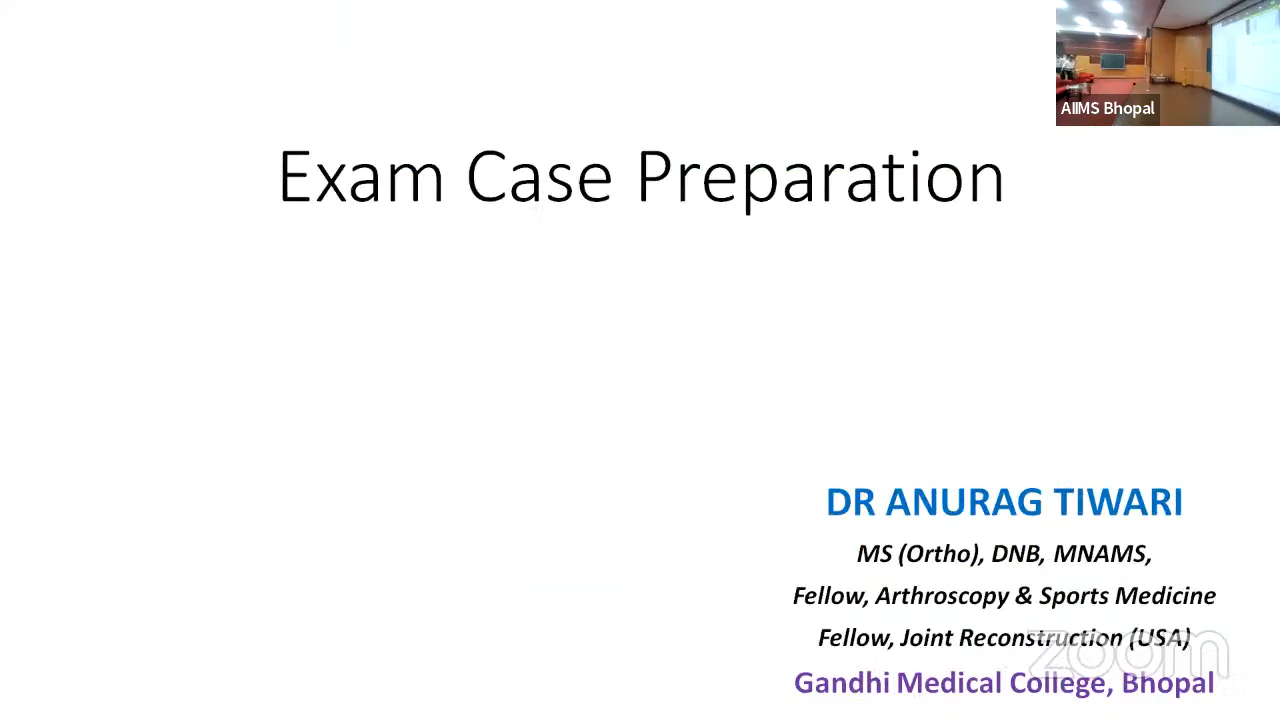 AIIMS Bhopal
Exam Case Preparation
DR ANURAG TIWARI
MS (Ortho), DNB, MNAMS,
Fellow, Arthroscopy & Sports Medicine
Fellow, Joint Reconstruction (USA)
zoom
Gandhi Medical College, Bhopal